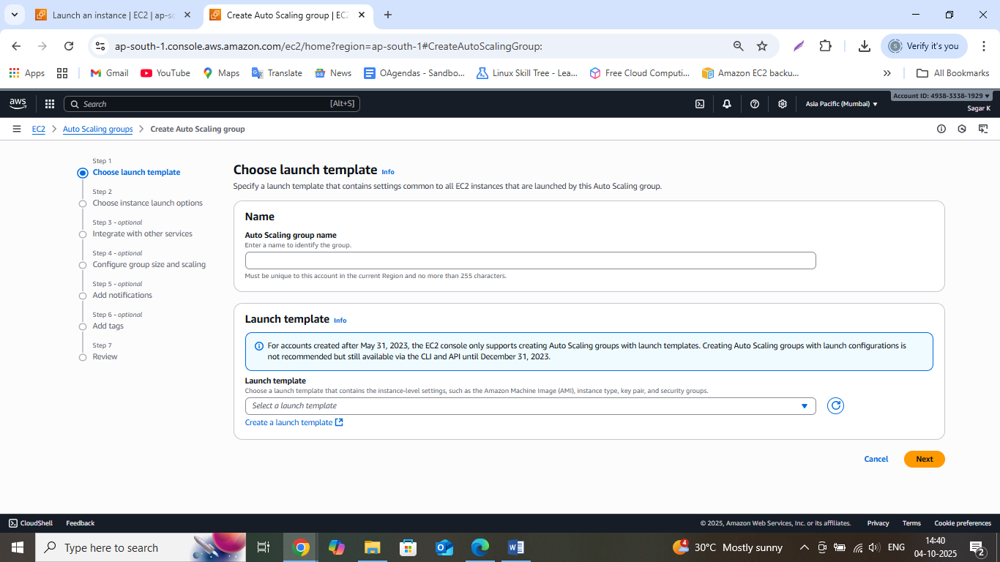 Launch an instance | EC2 | ap-so
Create Auto Scaling group | EC2
ap-south-1.console.aws.amazon.com/ec2/home?region=ap-south-1#CreateAutoScalingGroup:
Verify it's you
Apps
Gmail
YouTube
Maps
Translate
News
OAgendas - Sandbo...
Linux Skill Tree - Lea...
Free Cloud Computi...
Amazon EC2 backu...
All Bookmarks
aws
Search
[Alt+S]
Asia Pacific (Mumbai)
Account ID: 4938-3338-1929
Sagar K
EC2
Auto Scaling groups
Create Auto Scaling group
Step 1
Choose launch template
Step 2
Choose instance launch options
Step 3 - optional
Integrate with other services
Step 4 - optional
Configure group size and scaling
Step 5 - optional
Add notifications
Step 6 - optional
Add tags
Step 7
Review
Choose launch template Info
Specify a launch template that contains settings common to all EC2 instances that are launched by this Auto Scaling group.
Name
Auto Scaling group name
Enter a name to identify the group.
Must be unique to this account in the current Region and no more than 255 characters.
Launch template Info
For accounts created after May 31, 2023, the EC2 console only supports creating Auto Scaling groups with launch templates. Creating Auto Scaling groups with launch configurations is
not recommended but still available via the CLI and API until December 31, 2023.
Launch template
Choose a launch template that contains the instance-level settings, such as the Amazon Machine Image (AMI), instance type, key pair, and security groups.
Select a launch template
Create a launch template
Cancel
Next
CloudShell
Feedback
© 2025, Amazon Web Services, Inc. or its affiliates.
Privacy
Terms
Cookie preferences
Type here to search
30°C Mostly sunny
ENG
14:40
04-10-2025
2